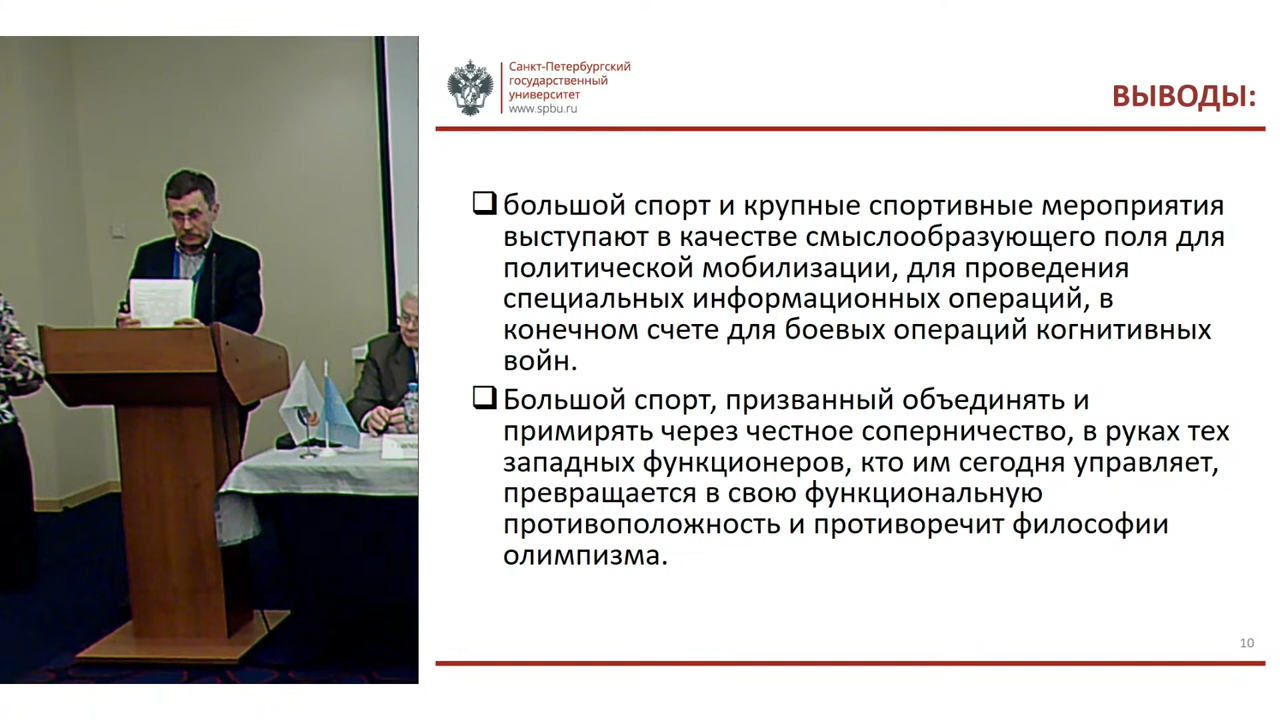 Санкт-Петербургский
государственный
университет
www.spbu.ru
ВЫВОДЫ:
большой спорт и крупные спортивные мероприятия
выступают в качестве смыслообразующего поля для
политической мобилизации, для проведения
специальных информационных операций, в
конечном счете для боевых операций когнитивных
войн.
Большой спорт, призванный объединять и
примирять через честное соперничество, в руках тех
западных функционеров, кто им сегодня управляет,
превращается в свою функциональную
противоположность и противоречит философии
олимпизма.
10